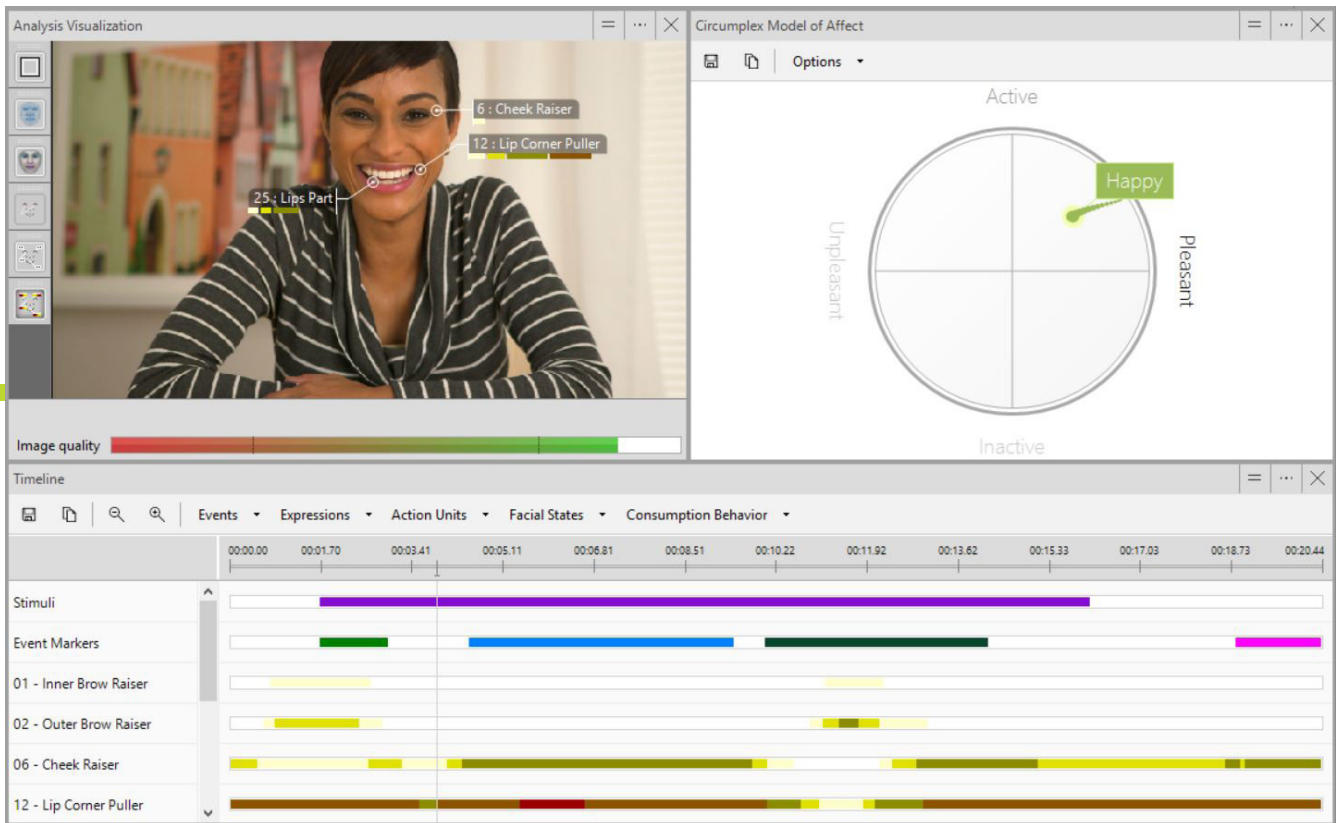 Analysis Visualization
6 : Cheek Raiser
12 : Lip Corner Puller
25 : Lips Part
Image quality
Circumplex Model of Affect
Options
Active
Happy
Unpleasant
Pleasant
Inactive
Timeline
Events Expressions Action Units Facial States Consumption Behavior
00:00.00 00:01.70 00:03.41 00:05.11 00:06.81 00:08.51 00:10.22 00:11.92 00:13.62 00:15.33 00:17.03 00:18.73 00:20.44
Stimuli
Event Markers
01 - Inner Brow Raiser
02 - Outer Brow Raiser
06 - Cheek Raiser
12 - Lip Corner Puller